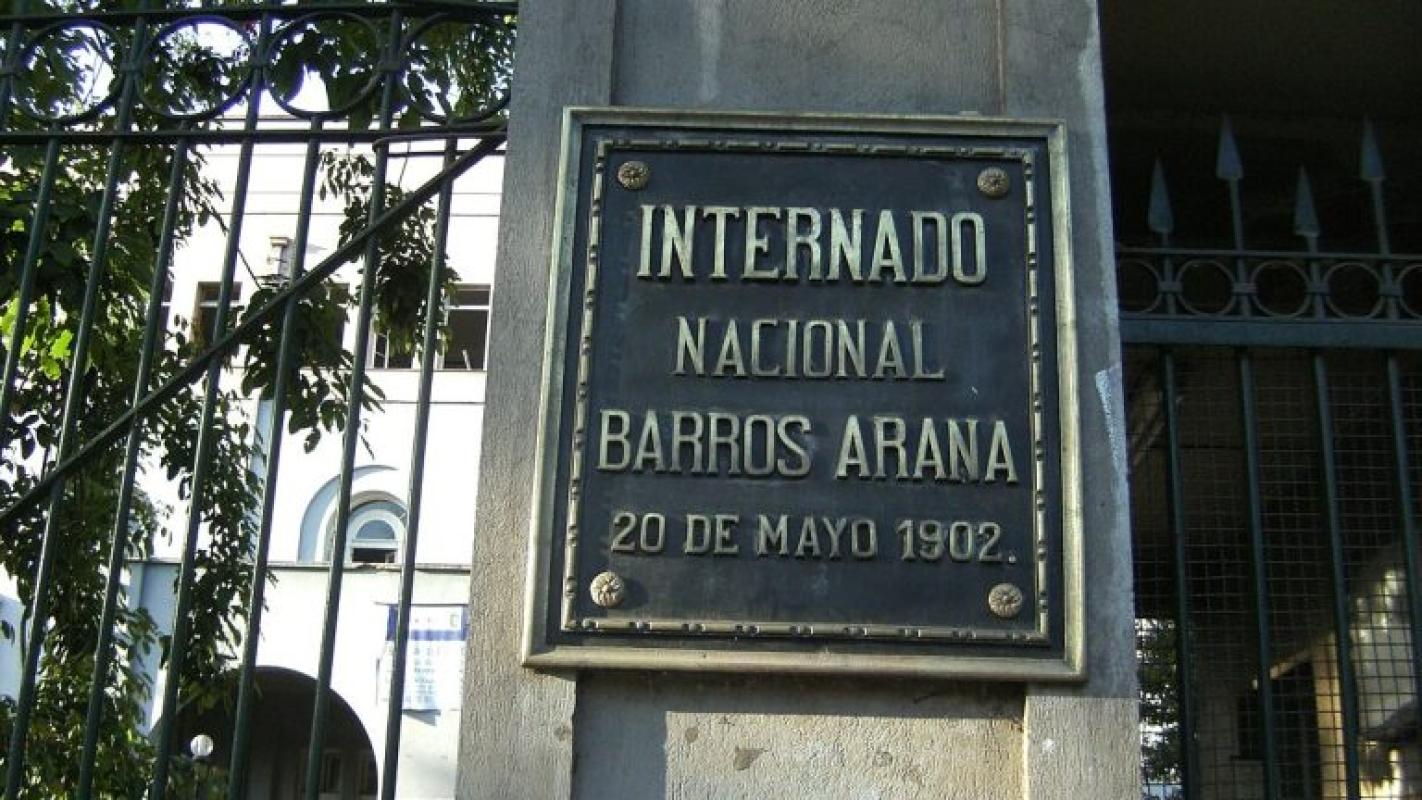 INTERNADO
NACIONAL
BARROS ARANA
20 DE MAYO 1902.